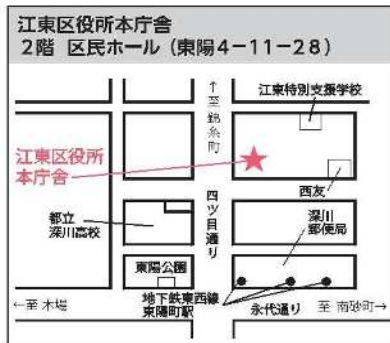 江東区役所本庁舎
2階 区民ホール（東陽4−11−28）
↑至 錦糸町
江東特別支援学校
江東区役所
本庁舎
西友
四ツ目通り
都立
深川高校
深川
郵便局
東陽公園
地下鉄東西線
東陽町駅
←至 木場
永代通り
至 南砂町→